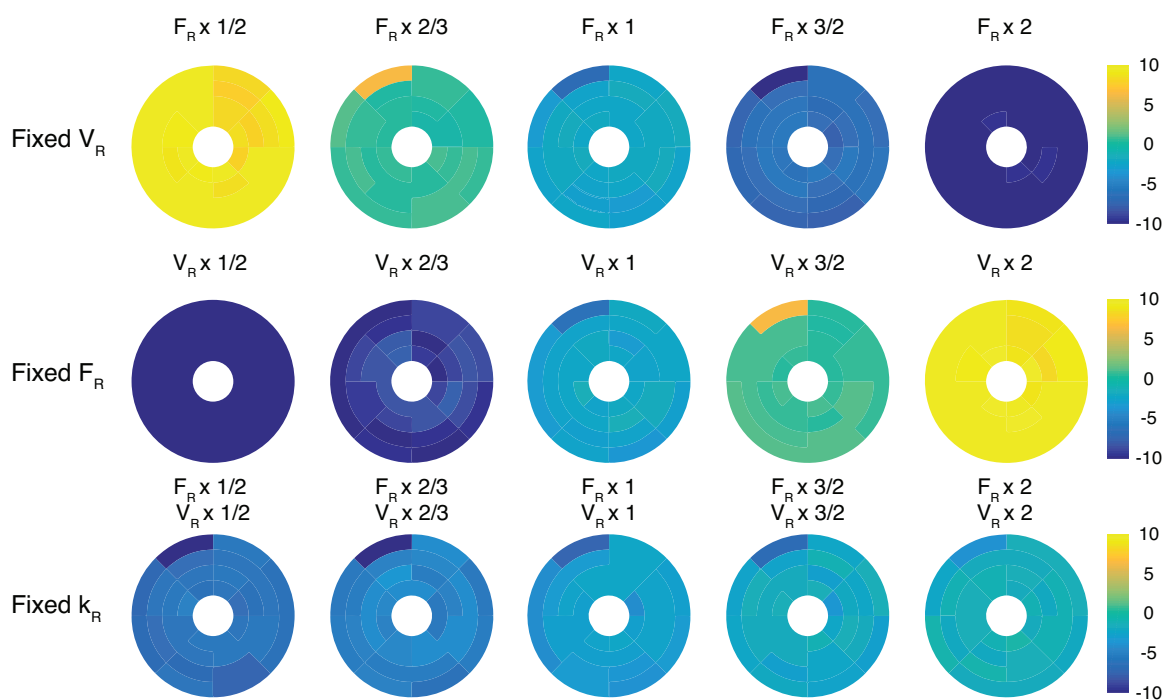 F_R x 1/2 F_R x 2/3 F_R x 1 F_R x 3/2 F_R x 2
Fixed V_R
10
5
0
-5
-10
V_R x 1/2 V_R x 2/3 V_R x 1 V_R x 3/2 V_R x 2
Fixed F_R
10
5
0
-5
-10
F_R x 1/2 F_R x 2/3 F_R x 1 F_R x 3/2 F_R x 2
V_R x 1/2 V_R x 2/3 V_R x 1 V_R x 3/2 V_R x 2
Fixed k_R
10
5
0
-5
-10